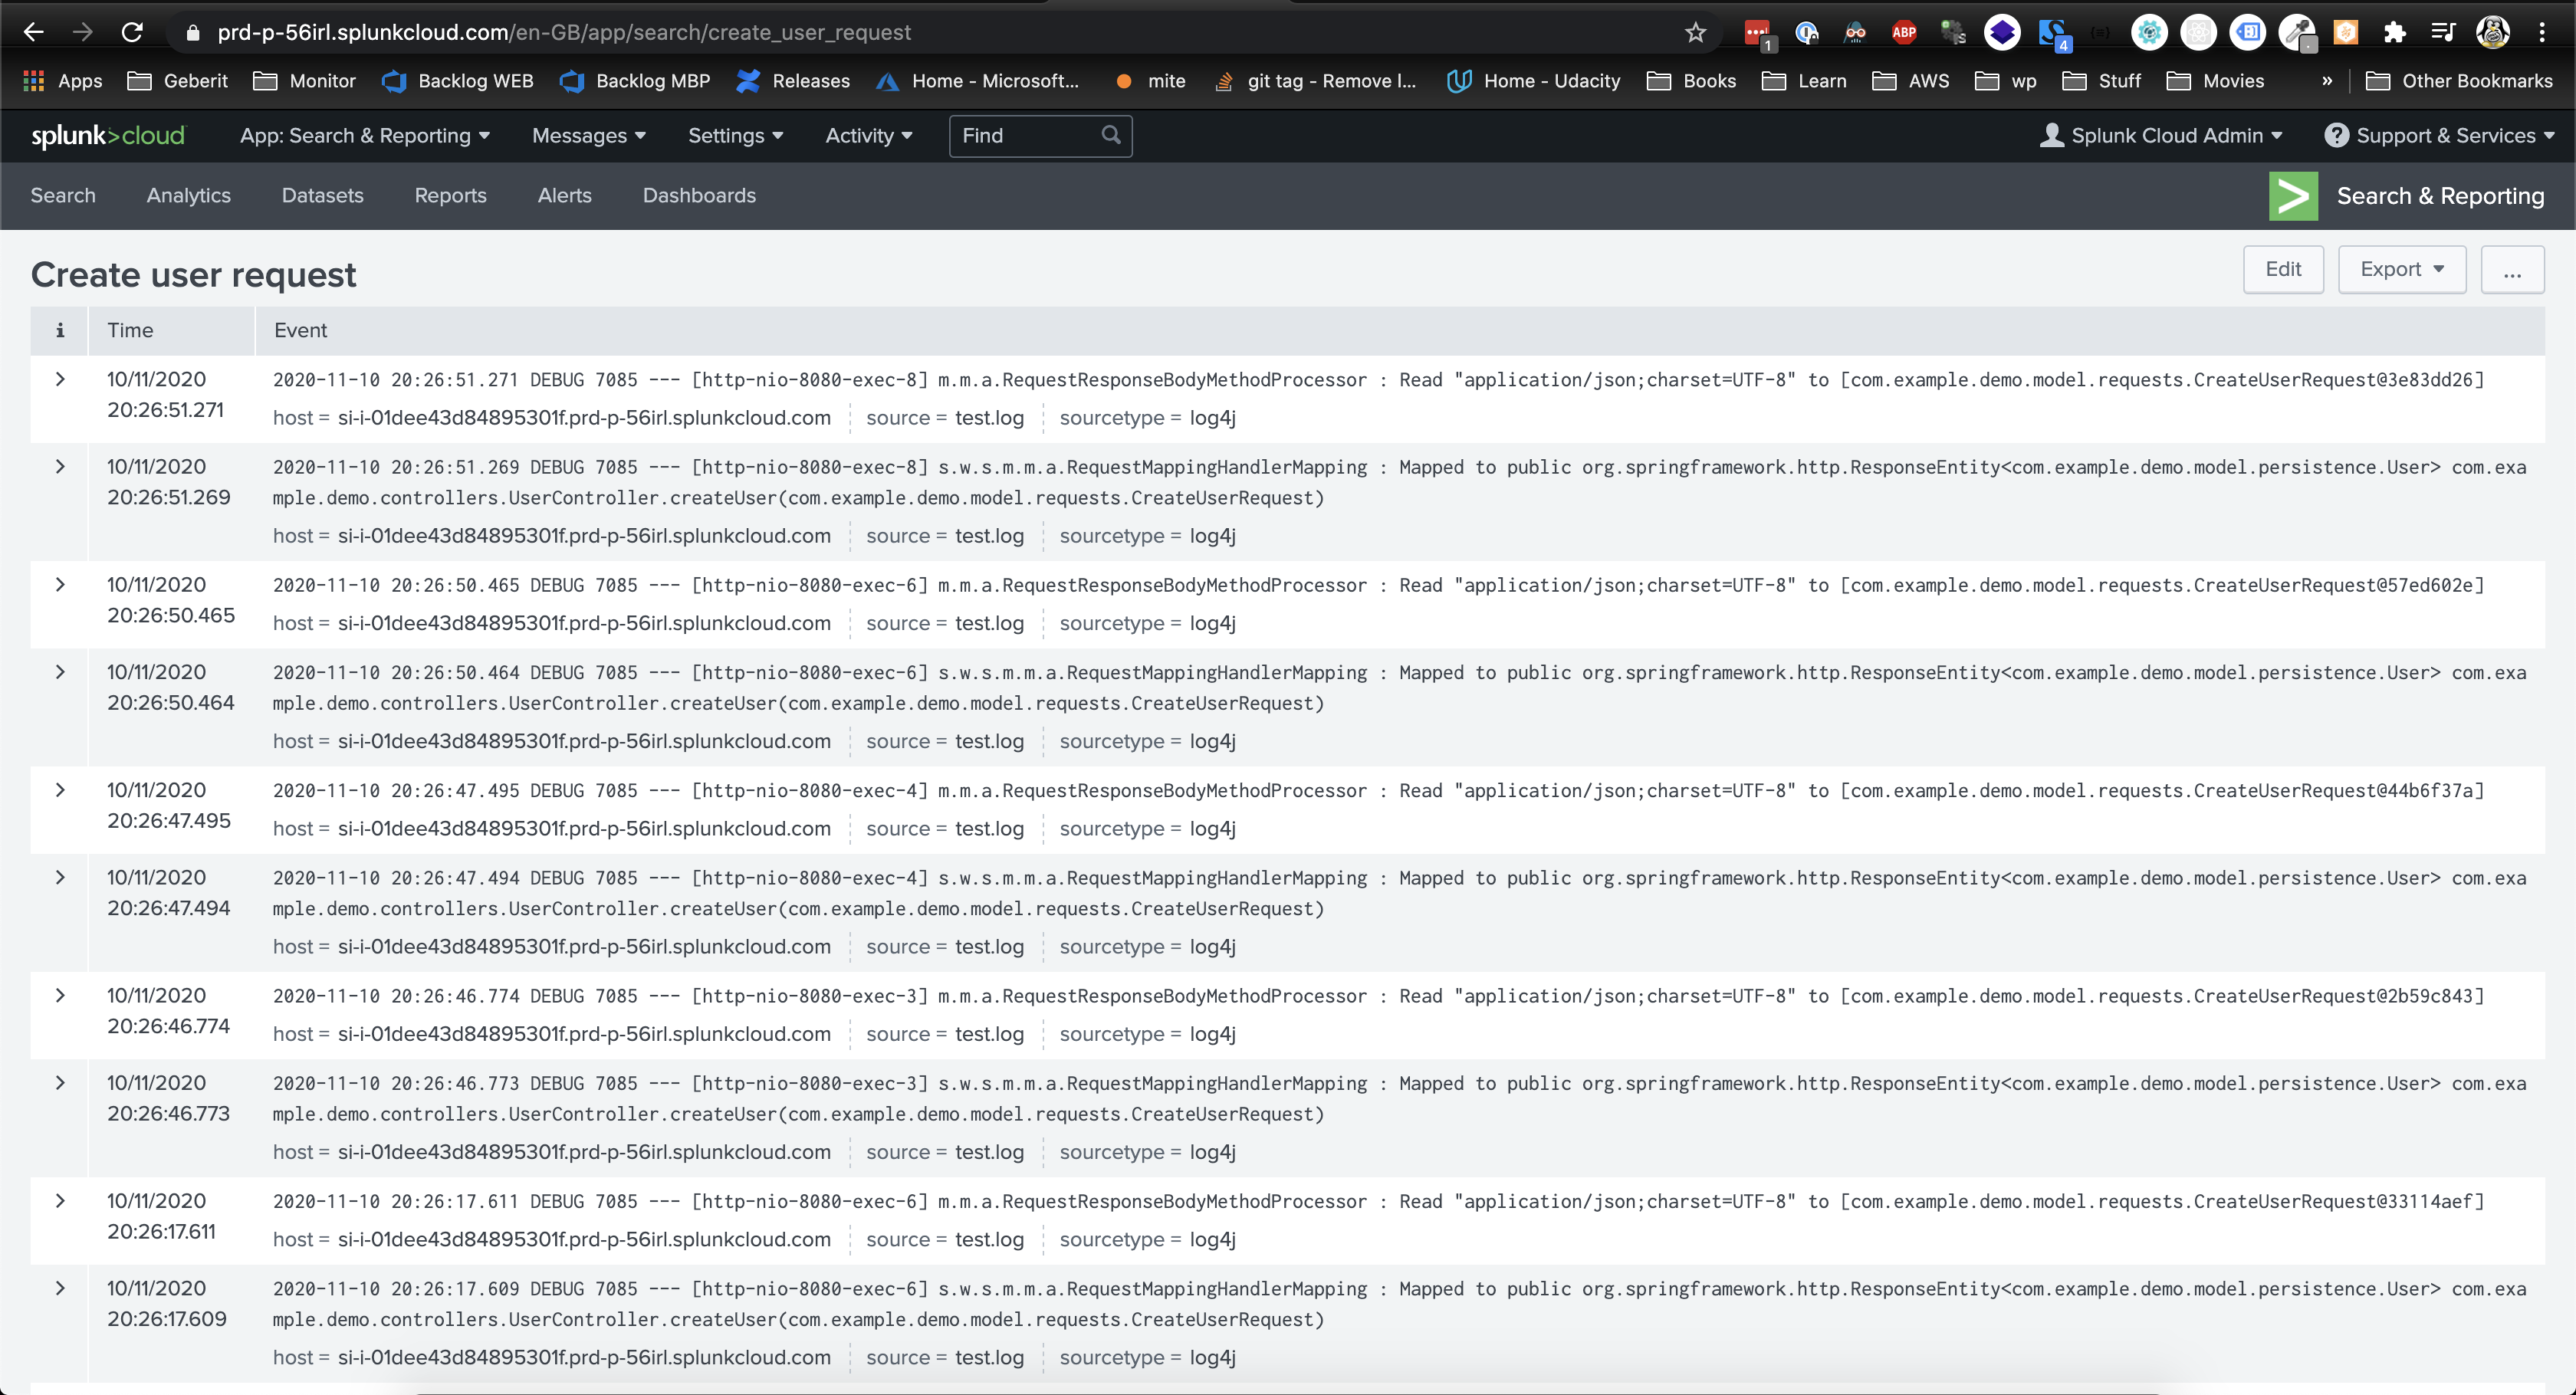 prd-p-56irl.splunkcloud.com/en-GB/app/search/create_user_request
1 ABP 4
Apps Geberit Monitor Backlog WEB Backlog MBP Releases Home - Microsoft... mite git tag - Remove l... Home - Udacity Books Learn AWS wp Stuff Movies » Other Bookmarks
splunk>cloud App: Search & Reporting Messages Settings Activity Find Splunk Cloud Admin ? Support & Services
Search Analytics Datasets Reports Alerts Dashboards > Search & Reporting
Create user request Edit Export ...
i Time Event
10/11/2020 2020-11-10 20:26:51.271 DEBUG 7085 --- [http-nio-8080-exec-8] m.m.a.RequestResponseBodyMethodProcessor : Read "application/json;charset=UTF-8" to [com.example.demo.model.requests.CreateUserRequest@3e83dd26]
20:26:51.271 host = si-i-01dee43d84895301f.prd-p-56irl.splunkcloud.com source = test.log sourcetype = log4j
10/11/2020 2020-11-10 20:26:51.269 DEBUG 7085 --- [http-nio-8080-exec-8] s.w.s.m.m.a.RequestMappingHandlerMapping : Mapped to public org.springframework.http.ResponseEntity<com.example.demo.model.persistence.User> com.exa
20:26:51.269 mple.demo.controllers.UserController.createUser(com.example.demo.model.requests.CreateUserRequest)
host = si-i-01dee43d84895301f.prd-p-56irl.splunkcloud.com source = test.log sourcetype = log4j
10/11/2020 2020-11-10 20:26:50.465 DEBUG 7085 --- [http-nio-8080-exec-6] m.m.a.RequestResponseBodyMethodProcessor : Read "application/json;charset=UTF-8" to [com.example.demo.model.requests.CreateUserRequest@57ed602e]
20:26:50.465 host = si-i-01dee43d84895301f.prd-p-56irl.splunkcloud.com source = test.log sourcetype = log4j
10/11/2020 2020-11-10 20:26:50.464 DEBUG 7085 --- [http-nio-8080-exec-6] s.w.s.m.m.a.RequestMappingHandlerMapping : Mapped to public org.springframework.http.ResponseEntity<com.example.demo.model.persistence.User> com.exa
20:26:50.464 mple.demo.controllers.UserController.createUser(com.example.demo.model.requests.CreateUserRequest)
host = si-i-01dee43d84895301f.prd-p-56irl.splunkcloud.com source = test.log sourcetype = log4j
10/11/2020 2020-11-10 20:26:47.495 DEBUG 7085 --- [http-nio-8080-exec-4] m.m.a.RequestResponseBodyMethodProcessor : Read "application/json;charset=UTF-8" to [com.example.demo.model.requests.CreateUserRequest@44b6f37a]
20:26:47.495 host = si-i-01dee43d84895301f.prd-p-56irl.splunkcloud.com source = test.log sourcetype = log4j
10/11/2020 2020-11-10 20:26:47.494 DEBUG 7085 --- [http-nio-8080-exec-4] s.w.s.m.m.a.RequestMappingHandlerMapping : Mapped to public org.springframework.http.ResponseEntity<com.example.demo.model.persistence.User> com.exa
20:26:47.494 mple.demo.controllers.UserController.createUser(com.example.demo.model.requests.CreateUserRequest)
host = si-i-01dee43d84895301f.prd-p-56irl.splunkcloud.com source = test.log sourcetype = log4j
10/11/2020 2020-11-10 20:26:46.774 DEBUG 7085 --- [http-nio-8080-exec-3] m.m.a.RequestResponseBodyMethodProcessor : Read "application/json;charset=UTF-8" to [com.example.demo.model.requests.CreateUserRequest@2b59c843]
20:26:46.774 host = si-i-01dee43d84895301f.prd-p-56irl.splunkcloud.com source = test.log sourcetype = log4j
10/11/2020 2020-11-10 20:26:46.773 DEBUG 7085 --- [http-nio-8080-exec-3] s.w.s.m.m.a.RequestMappingHandlerMapping : Mapped to public org.springframework.http.ResponseEntity<com.example.demo.model.persistence.User> com.exa
20:26:46.773 mple.demo.controllers.UserController.createUser(com.example.demo.model.requests.CreateUserRequest)
host = si-i-01dee43d84895301f.prd-p-56irl.splunkcloud.com source = test.log sourcetype = log4j
10/11/2020 2020-11-10 20:26:17.611 DEBUG 7085 --- [http-nio-8080-exec-6] m.m.a.RequestResponseBodyMethodProcessor : Read "application/json;charset=UTF-8" to [com.example.demo.model.requests.CreateUserRequest@33114aef]
20:26:17.611 host = si-i-01dee43d84895301f.prd-p-56irl.splunkcloud.com source = test.log sourcetype = log4j
10/11/2020 2020-11-10 20:26:17.609 DEBUG 7085 --- [http-nio-8080-exec-6] s.w.s.m.m.a.RequestMappingHandlerMapping : Mapped to public org.springframework.http.ResponseEntity<com.example.demo.model.persistence.User> com.exa
20:26:17.609 mple.demo.controllers.UserController.createUser(com.example.demo.model.requests.CreateUserRequest)
host = si-i-01dee43d84895301f.prd-p-56irl.splunkcloud.com source = test.log sourcetype = log4j